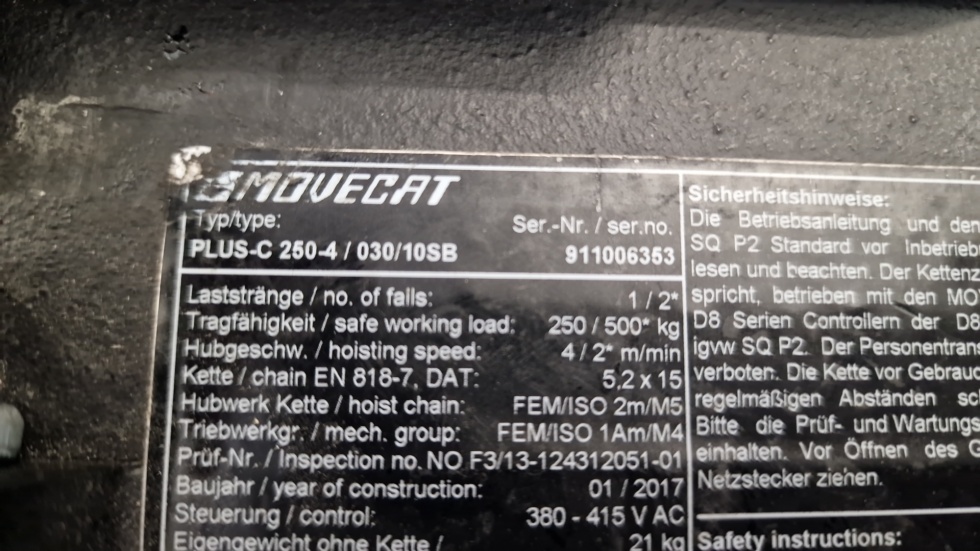 MOVECAT
Typ/type: Ser.-Nr. / ser.no.
PLUS-C 250-4 / 030/10SB 911006353
Laststränge / no. of falls: 1 / 2*
Tragfähigkeit / safe working load: 250 / 500* kg
Hubgeschw. / hoisting speed: 4 / 2* m/min
Kette / chain EN 818-7, DAT: 5,2 x 15
Hubwerk Kette / hoist chain: FEM/ISO 2m/M5
Triebwerkgr. / mech. group: FEM/ISO 1Am/M4
Prüf-Nr. / Inspection no. NO F3/13-124312051-01
Baujahr / year of construction: 01 / 2017
Steuerung / control: 380 - 415 V AC
Eigengewicht ohne Kette / 21 kg
Sicherheitshinweise:
Die Betriebsanleitung und den
SQ P2 Standard vor Inbetrieb
lesen und beachten. Der Kettenz
spricht, betrieben mit den MO
D8 Serien Controllern der D8
igvw SQ P2. Der Personentrans
verboten. Die Kette vor Gebrauc
regelmäßigen Abständen sc
Bitte die Prüf- und Wartungs
einhalten. Vor Öffnen des G
Netzstecker ziehen.
Safety instructions: